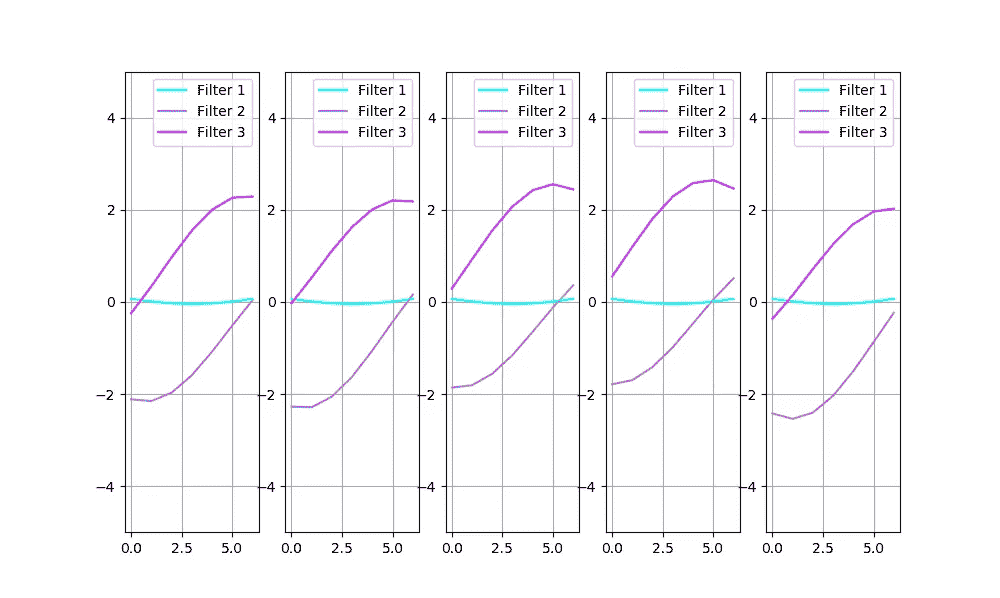 Filter 1 Filter 1 Filter 1 Filter 1 Filter 1
4 Filter 2 4 Filter 2 4 Filter 2 4 Filter 2 4 Filter 2
Filter 3 Filter 3 Filter 3 Filter 3 Filter 3
2 2 2 2 2
0 0 0 0 0
−2 −2 −2 −2 −2
−4 −4 −4 −4 −4
0.0 2.5 5.0 0.0 2.5 5.0 0.0 2.5 5.0 0.0 2.5 5.0 0.0 2.5 5.0